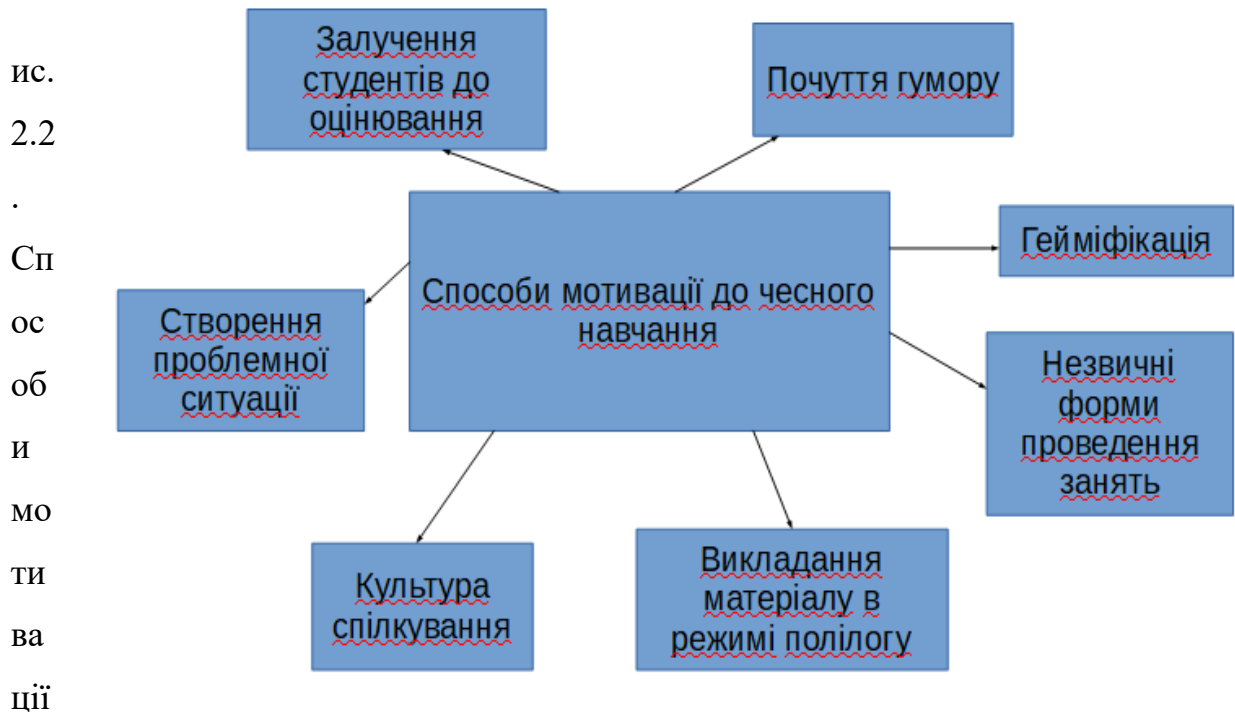 ис.
2.2
.
Сп
ос
об
и
мо
ти
ва
ції
Залучення
студентів до
оцінювання
Почуття гумору
Гейміфікація
Способи мотивації до чесного
навчання
Створення
проблемної
ситуації
Незвичні
форми
проведення
занять
Культура
спілкування
Викладання
матеріалу в
режимі полілогу